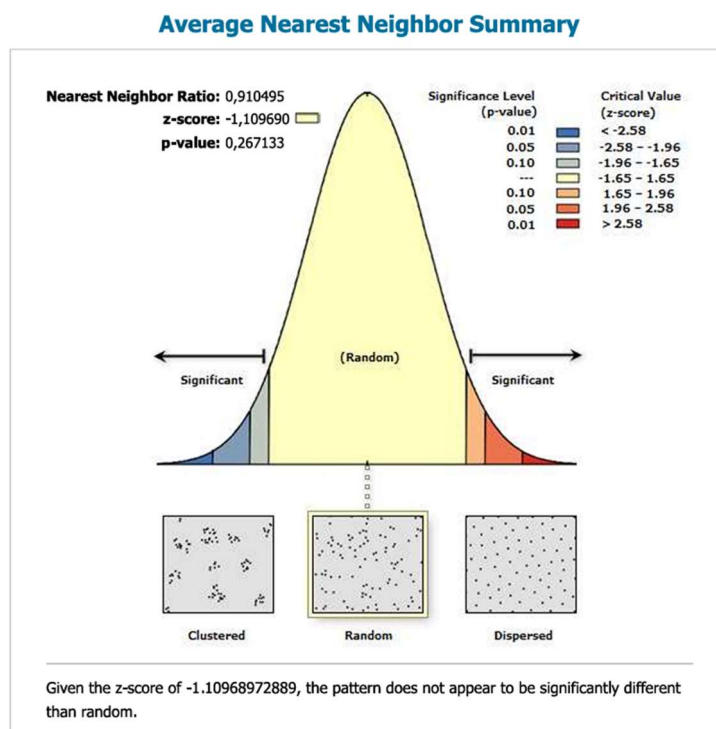 Average Nearest Neighbor Summary
Nearest Neighbor Ratio: 0,910495
z-score: -1,109690
p-value: 0,267133
Significance Level Critical Value
(p-value) (z-score)
0.01 < -2.58
0.05 -2.58 - -1.96
0.10 -1.96 - -1.65
--- -1.65 - 1.65
0.10 1.65 - 1.96
0.05 1.96 - 2.58
0.01 > 2.58
(Random)
Significant Significant
Clustered Random Dispersed
Given the z-score of -1.10968972889, the pattern does not appear to be significantly different
than random.